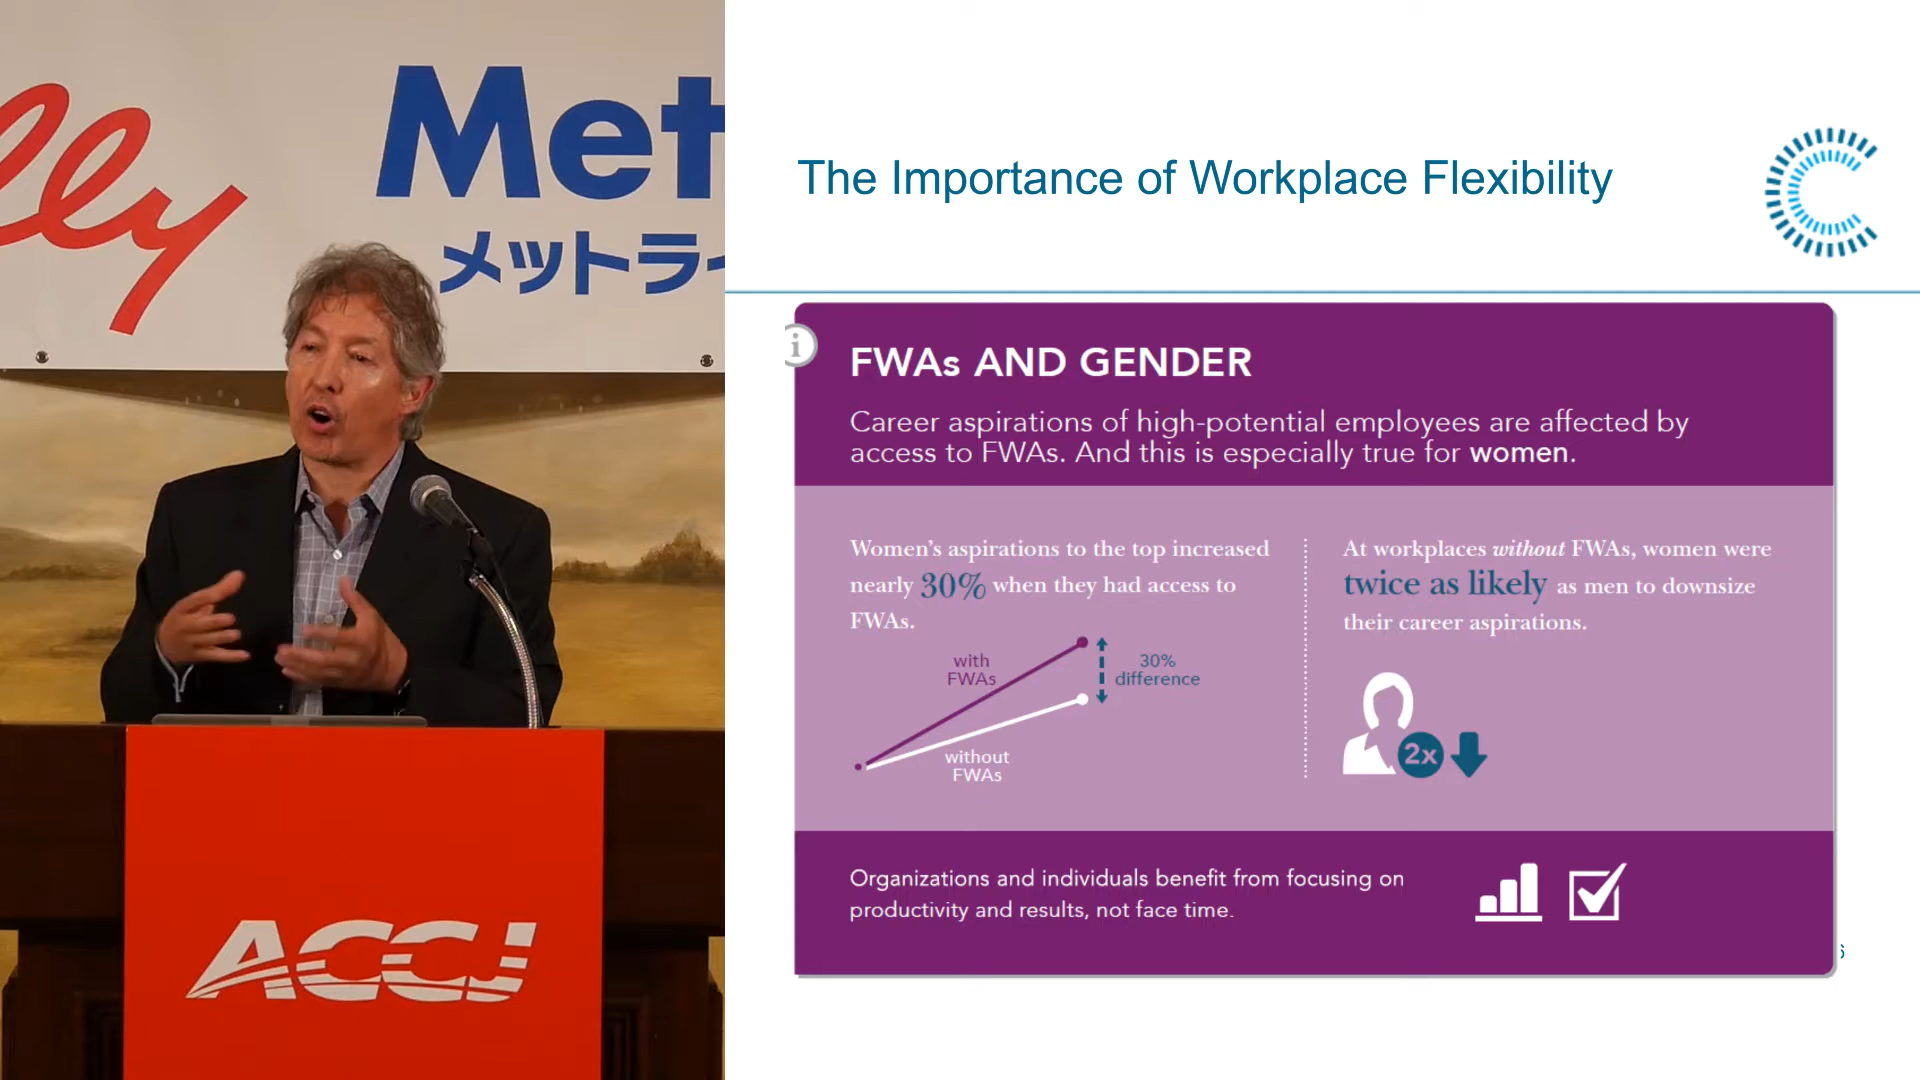 lly
Met
メットラ
ACCJ
The Importance of Workplace Flexibility
i
FWAs AND GENDER
Career aspirations of high-potential employees are affected by
access to FWAs. And this is especially true for women.
Women's aspirations to the top increased
nearly 30% when they had access to
FWAs.
with
FWAs
30%
difference
without
FWAs
At workplaces without FWAs, women were
twice as likely as men to downsize
their career aspirations.
2x
Organizations and individuals benefit from focusing on
productivity and results, not face time.